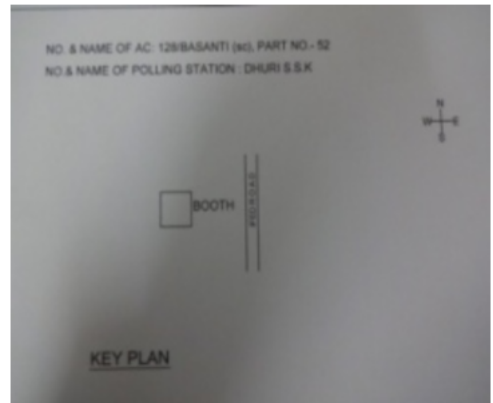 NO. & NAME OF AC: 128/BASANTI (sc), PART NO.- 52
NO.& NAME OF POLLING STATION : DHURI S.S.K
N
W E
S
BOOTH
ROAD
KEY PLAN